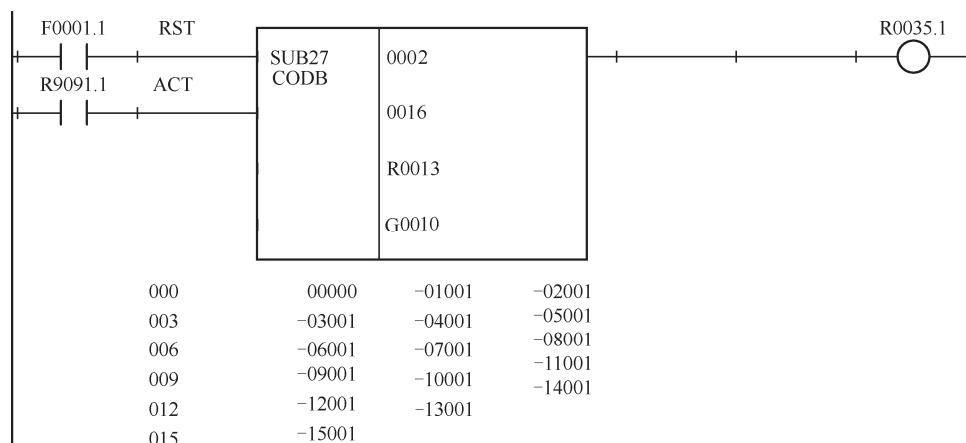 F0001.1 RST R0035.1
SUB27 0002
CODB
R9091.1 ACT
0016
R0013
G0010
000 00000 -01001 -02001
003 -03001 -04001 -05001
006 -06001 -07001 -08001
009 -09001 -10001 -11001
012 -12001 -13001 -14001
015 -15001